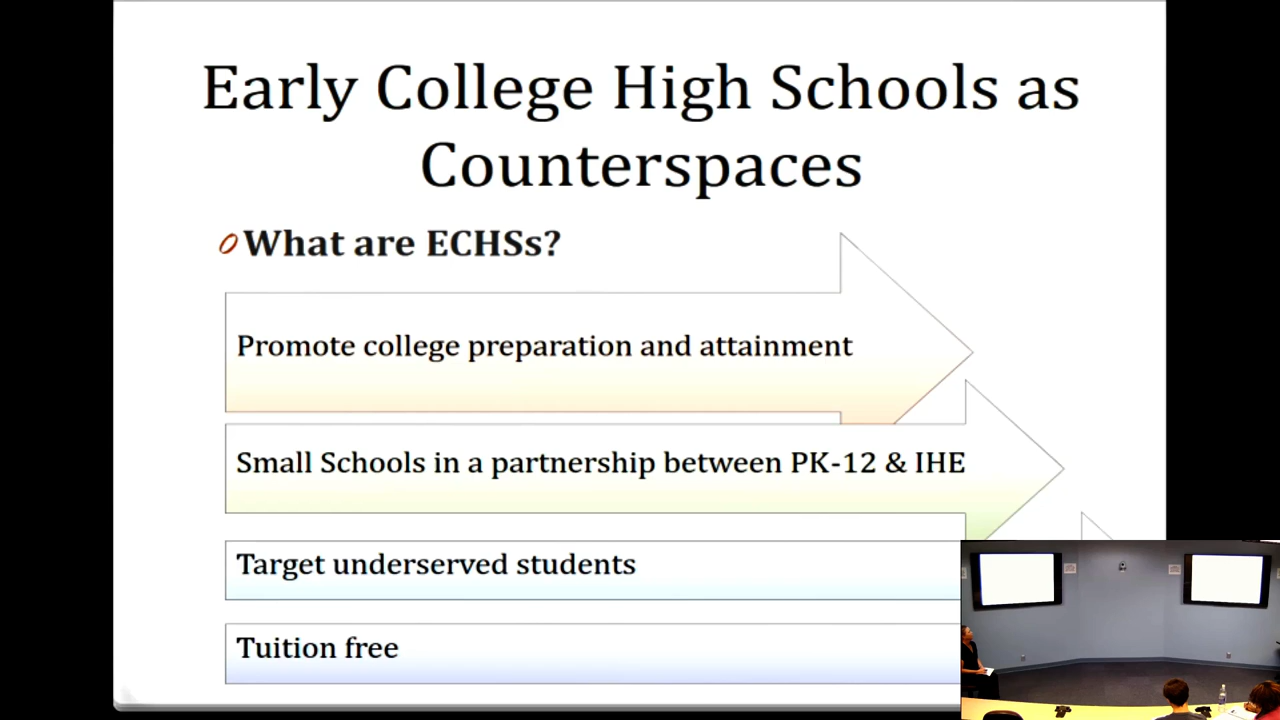 Early College High Schools as
Counterspaces
What are ECHSs?
Promote college preparation and attainment
Small Schools in a partnership between PK-12 & IHE
Target underserved students
Tuition free